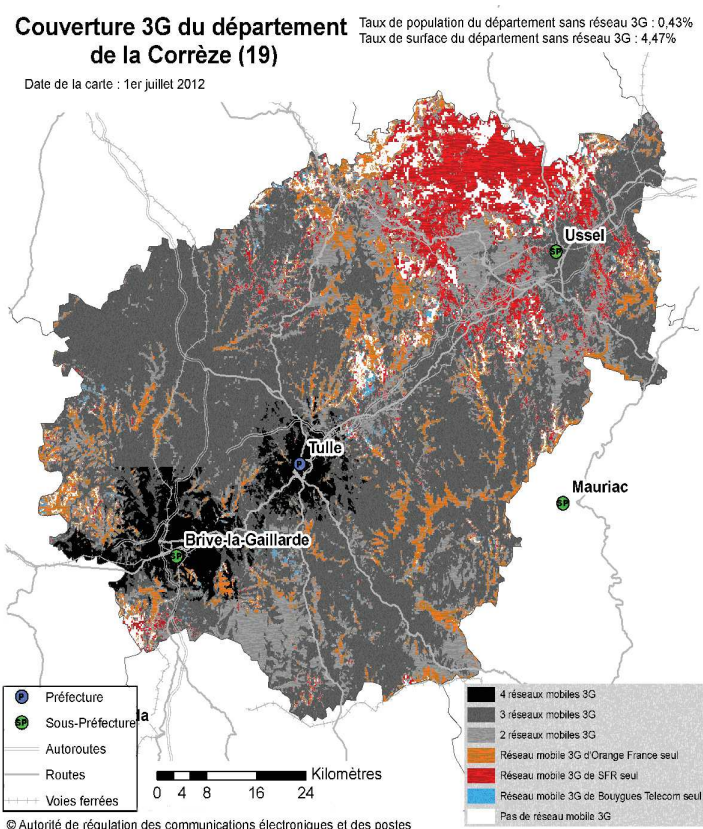 Couverture 3G du département
de la Corrèze (19)
Taux de population du département sans réseau 3G : 0,43%
Taux de surface du département sans réseau 3G : 4,47%
Date de la carte : 1er juillet 2012
Ussel
SP
Tulle
P
Mauriac
SP
Brive-la-Gaillarde
SP
P Préfecture
SP Sous-Préfecture
da
Autoroutes
Routes
Voies ferrées
Kilomètres
0 4 8 16 24
4 réseaux mobiles 3G
3 réseaux mobiles 3G
2 réseaux mobiles 3G
Réseau mobile 3G d'Orange France seul
Réseau mobile 3G de SFR seul
Réseau mobile 3G de Bouygues Telecom seul
Pas de réseau mobile 3G
© Autorité de régulation des communications électroniques et des postes